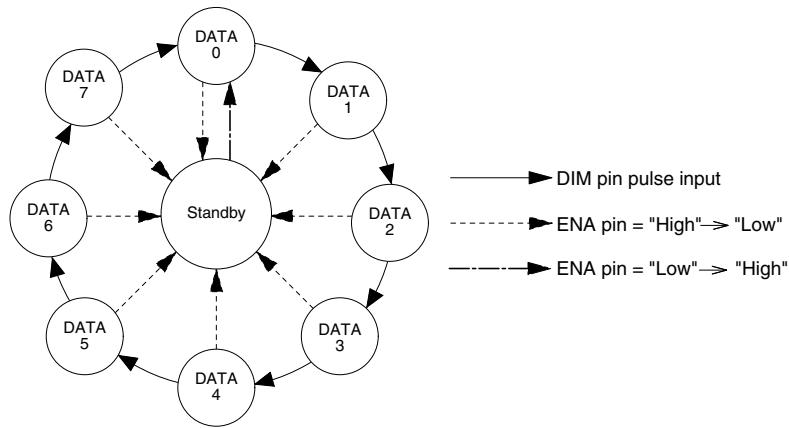 DATA
0
DATA
1
DATA
2
DATA
3
DATA
4
DATA
5
DATA
6
DATA
7
Standby
DIM pin pulse input
ENA pin = "High" → "Low"
ENA pin = "Low" → "High"